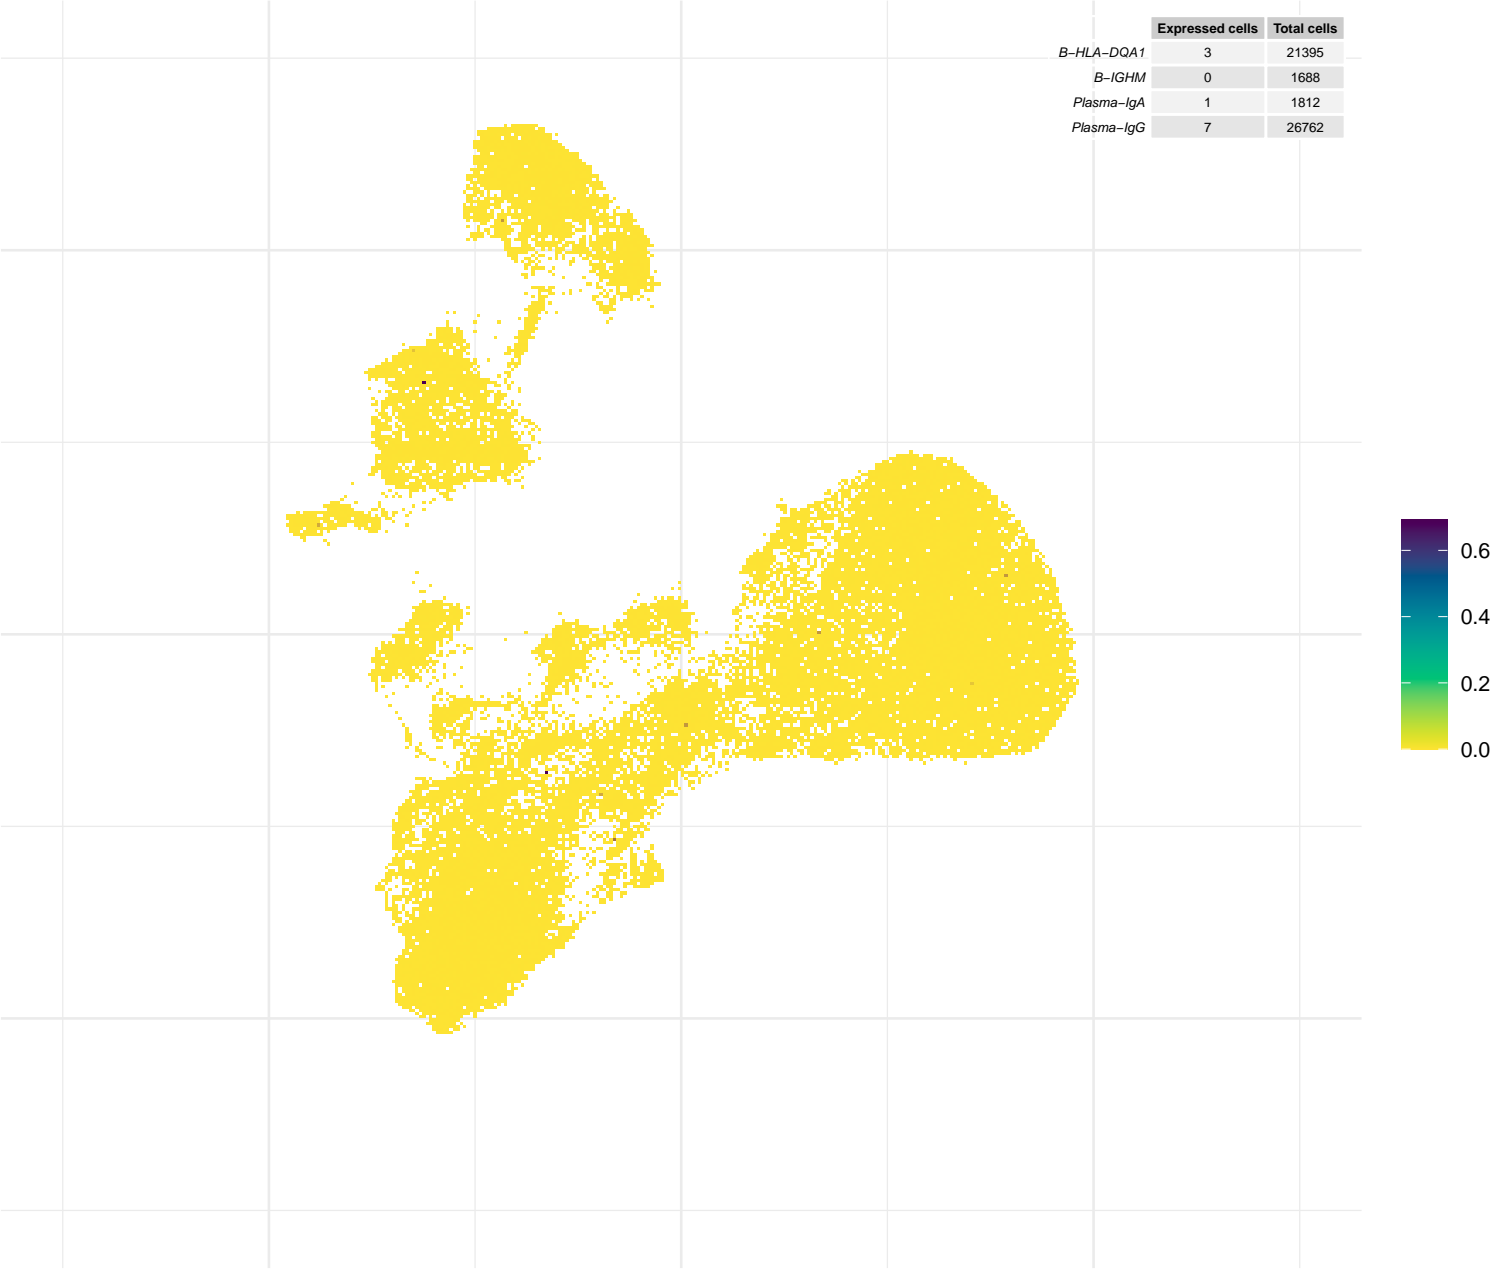 Expressed cells Total cells
B−HLA−DQA1 3 21395
B−IGHM 0 1688
Plasma−IgA 1 1812
Plasma−IgG 7 26762
0.6
0.4
0.2
0.0